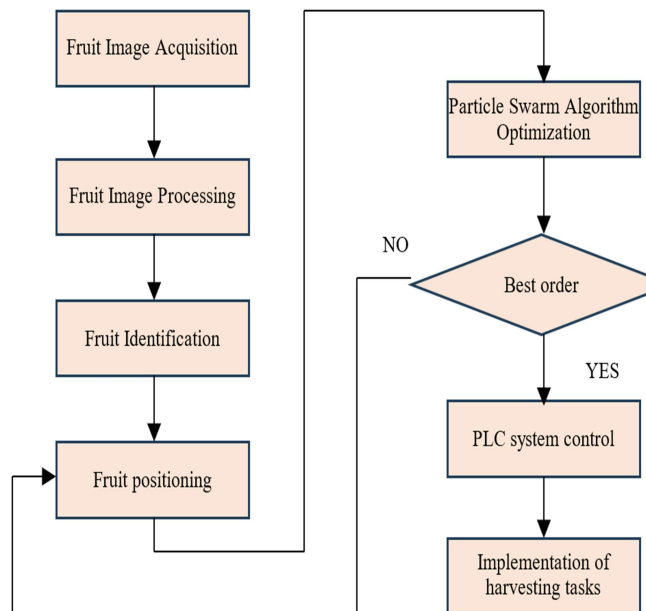 Fruit Image Acquisition
Fruit Image Processing
Fruit Identification
Fruit positioning
Particle Swarm Algorithm
Optimization
NO
Best order
YES
PLC system control
Implementation of
harvesting tasks